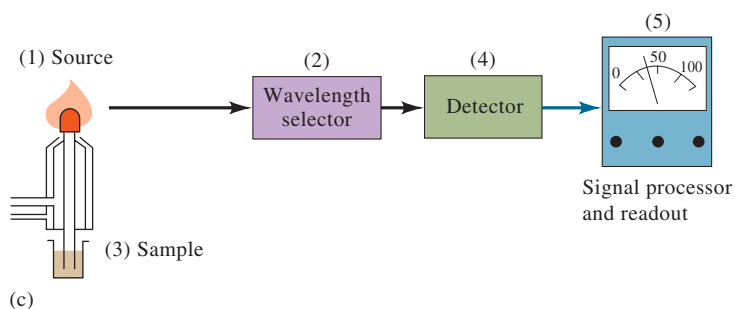 (5)
(1) Source
(2)
(4)
0
50
100
Wavelength
selector
Detector
Signal processor
and readout
(3) Sample
(c)